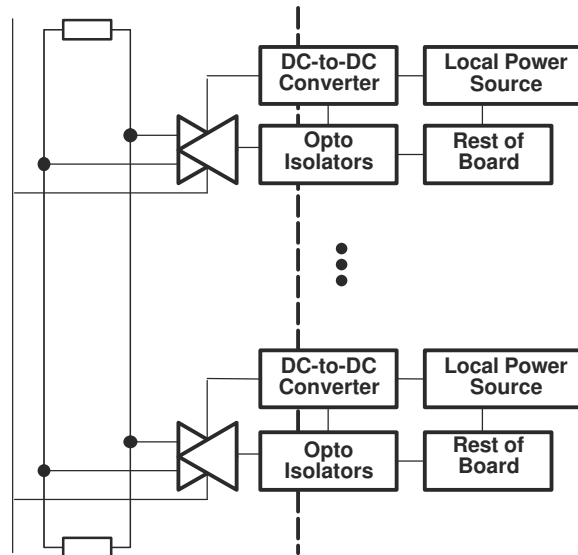 DC-to-DC
Converter
Local Power
Source
Opto
Isolators
Rest of
Board
DC-to-DC
Converter
Local Power
Source
Opto
Isolators
Rest of
Board